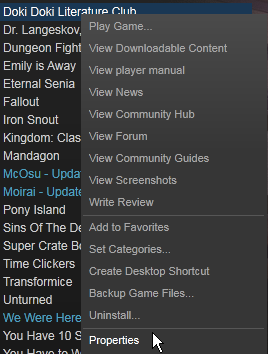 Doki Doki Literature Club
Dr. Langeskov,
Dungeon Fight
Emily is Away
Eternal Senia
Fallout
Iron Snout
Kingdom: Clas
Mandagon
McOsu - Upda
Moirai - Updat
Pony Island
Sins Of The De
Super Crate Bo
Time Clickers
Transformice
Unturned
We Were Here
You Have 10 S
You Have to W
Play Game...
View Downloadable Content
View player manual
View News
View Community Hub
View Forum
View Community Guides
View Screenshots
Write Review
Add to Favorites
Set Categories...
Create Desktop Shortcut
Backup Game Files...
Uninstall...
Properties